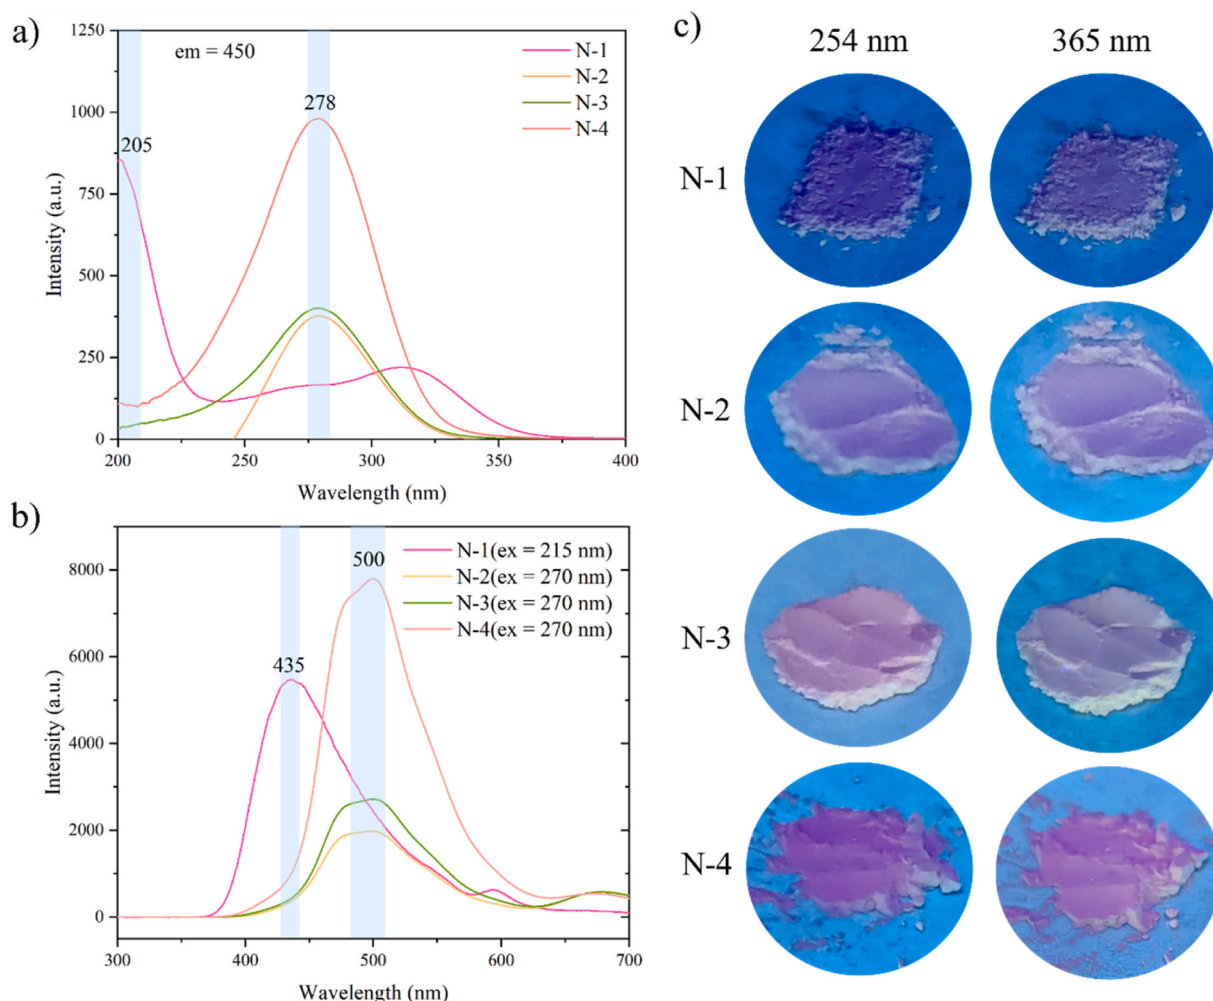 a)
em = 450
N-1
N-2
N-3
N-4
205
278
1250
1000
750
500
250
0
200
250
300
350
400
Intensity (a.u.)
Wavelength (nm)
b)
N-1(ex = 215 nm)
N-2(ex = 270 nm)
N-3(ex = 270 nm)
N-4(ex = 270 nm)
435
500
8000
6000
4000
2000
0
300
400
500
600
700
Intensity (a.u.)
Wavelength (nm)
c)
254 nm
365 nm
N-1
N-2
N-3
N-4